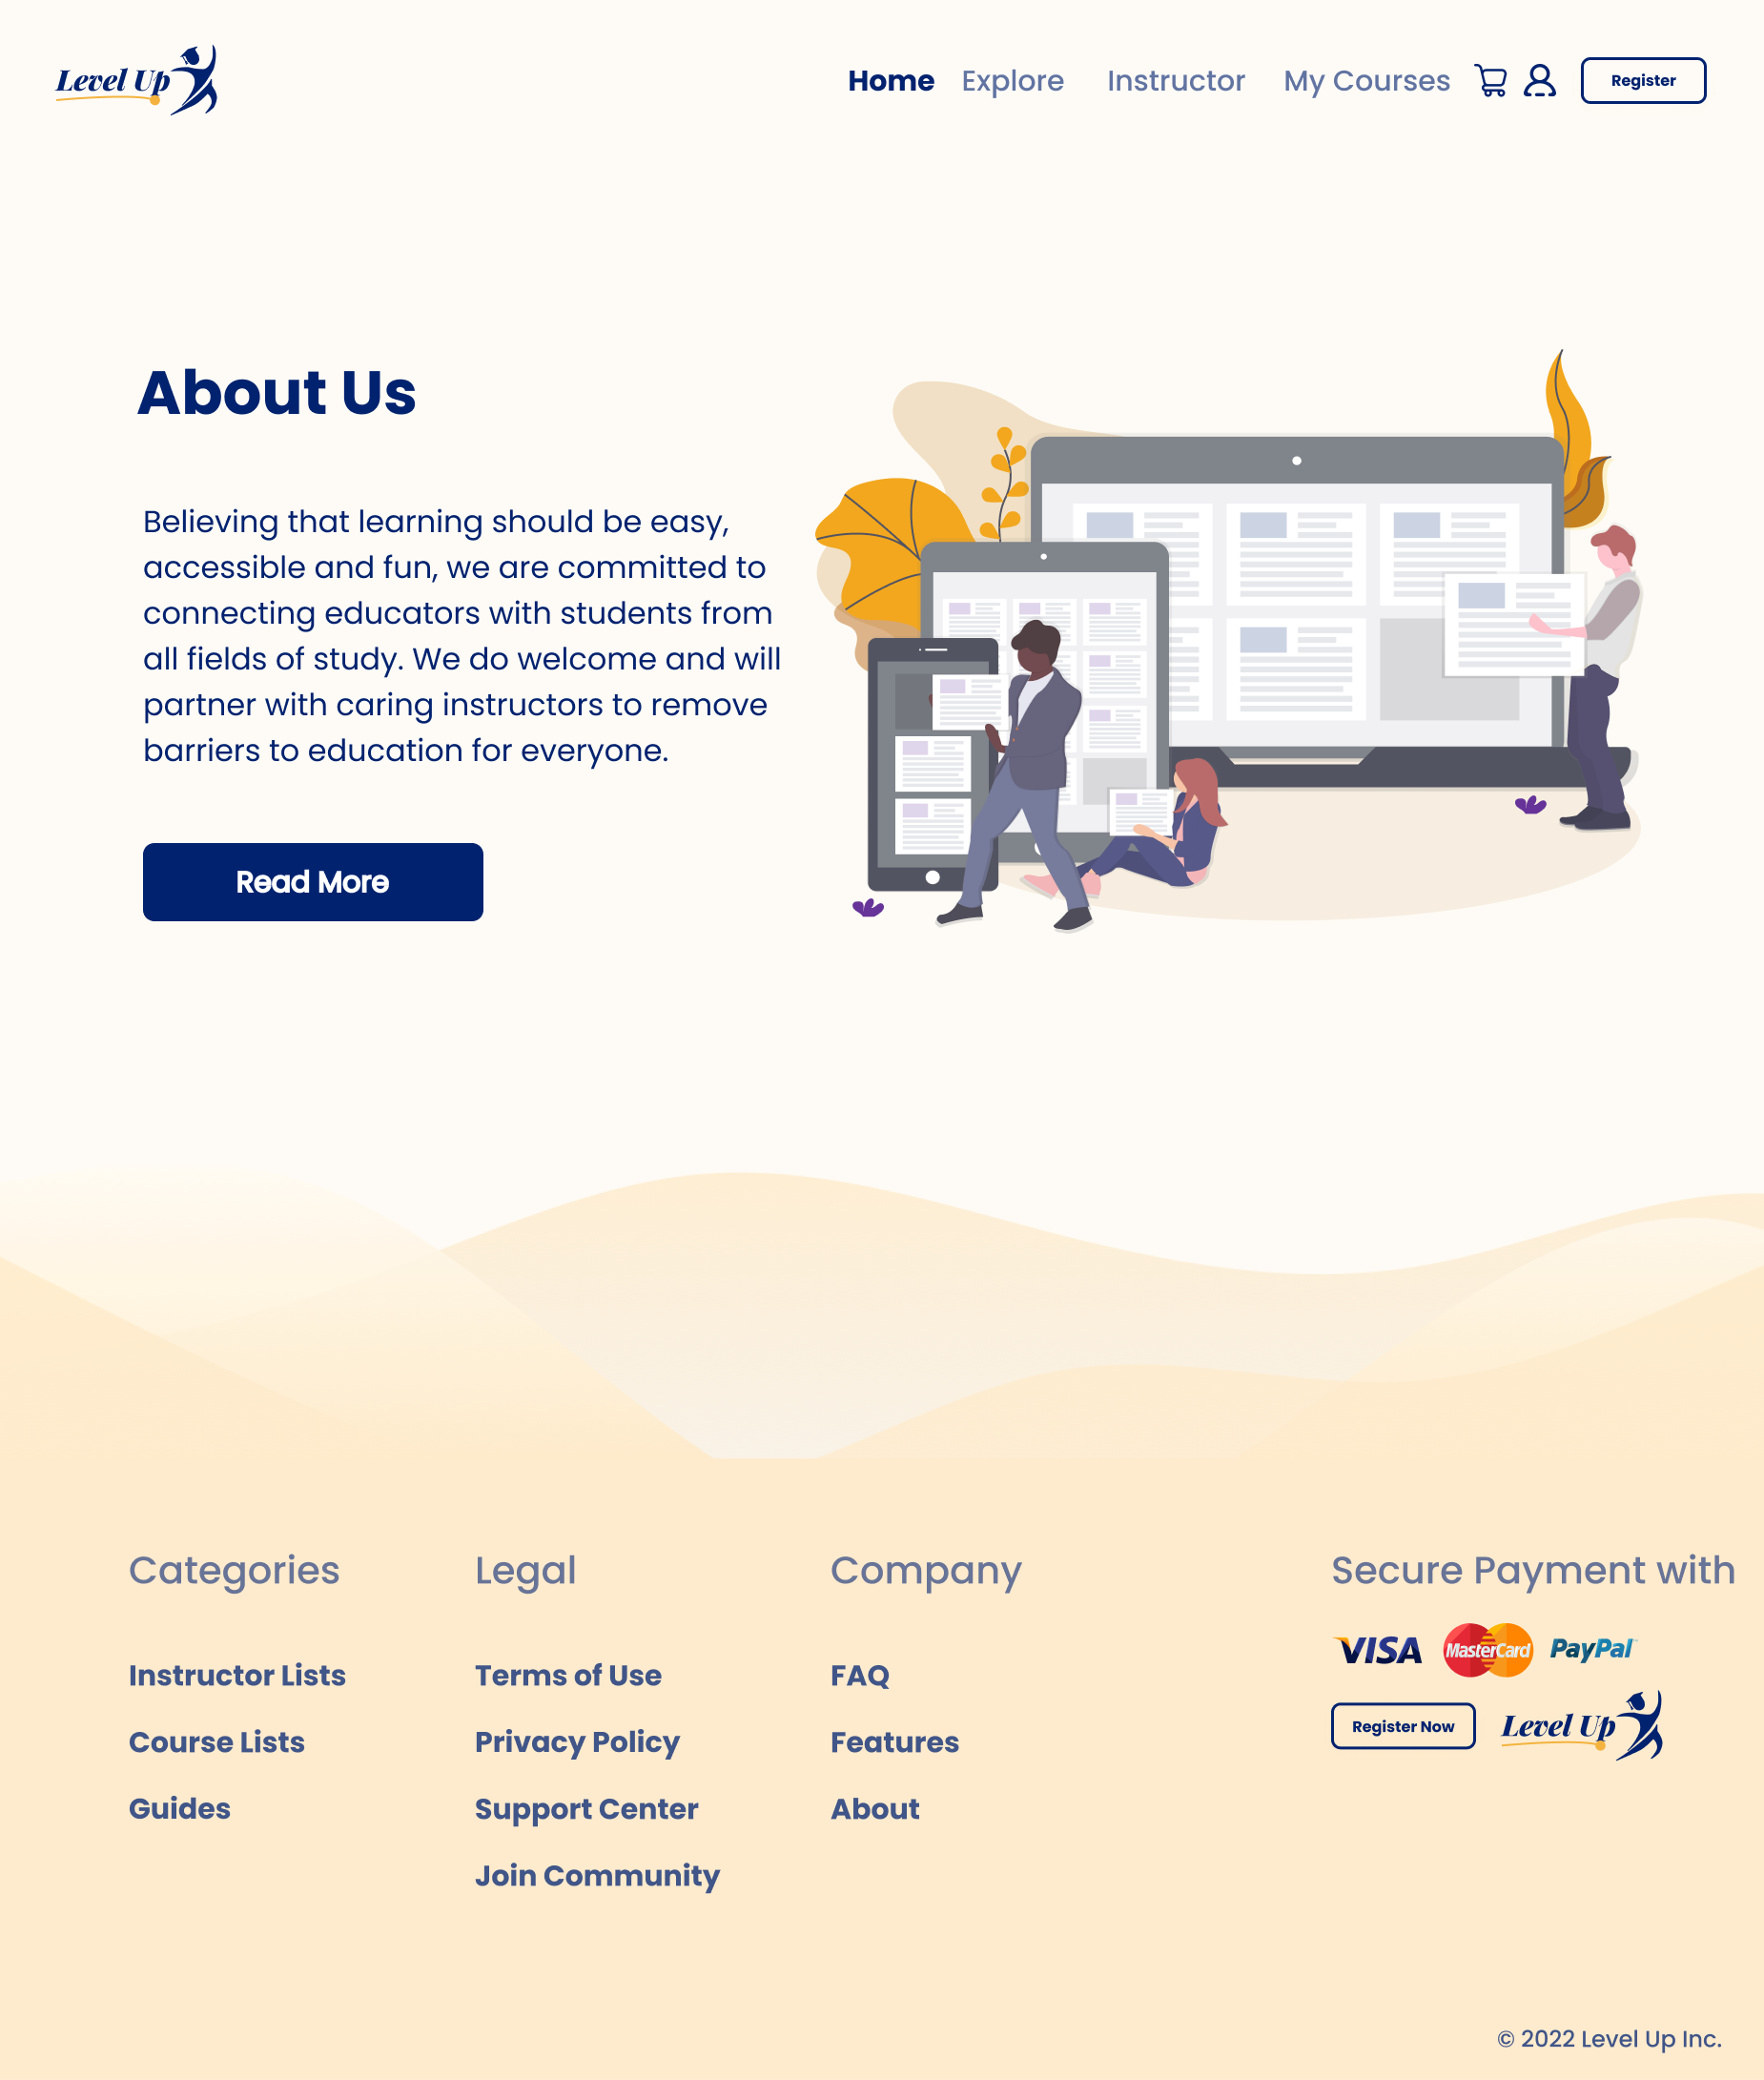 Level Up
Home Explore Instructor My Courses Register
About Us
Believing that learning should be easy,
accessible and fun, we are committed to
connecting educators with students from
all fields of study. We do welcome and will
partner with caring instructors to remove
barriers to education for everyone.
Read More
Categories
Instructor Lists
Course Lists
Guides
Legal
Terms of Use
Privacy Policy
Support Center
Join Community
Company
FAQ
Features
About
Secure Payment with
VISA MasterCard PayPal
Register Now Level Up
© 2022 Level Up Inc.